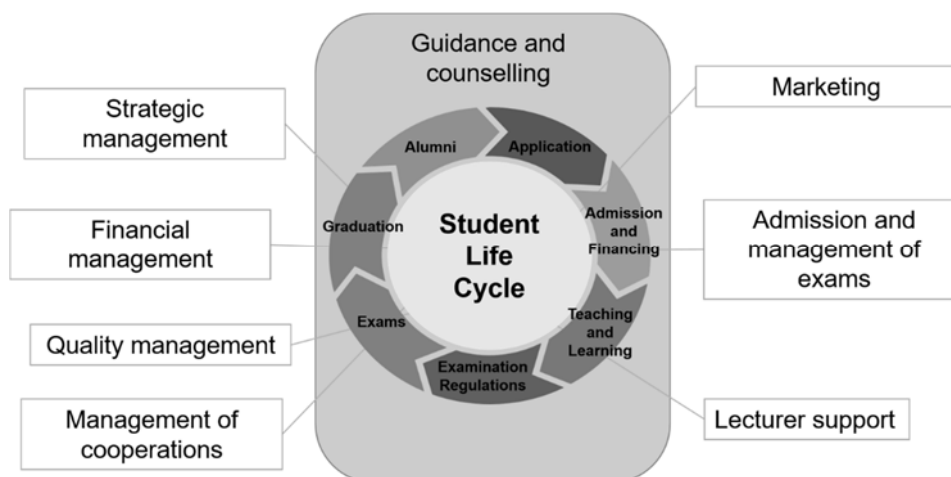 Guidance and
counselling
Strategic
management
Financial
management
Quality management
Management of
cooperations
Alumni
Application
Graduation
Admission
and
Financing
Exams
Teaching
and
Learning
Examination
Regulations
Student
Life
Cycle
Marketing
Admission and
management of
exams
Lecturer support